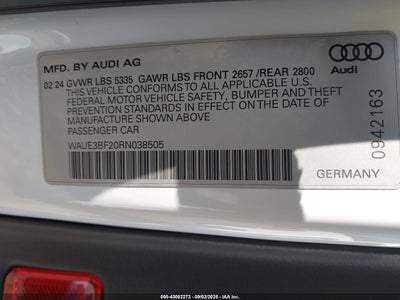 MFD. BY AUDI AG
02 24 GVWR LBS 5335 GAWR LBS FRONT 2657 /REAR 2800
THIS VEHICLE CONFORMS TO ALL APPLICABLE U.S.
FEDERAL MOTOR VEHICLE SAFETY, BUMPER AND THEFT
PREVENTION STANDARDS IN EFFECT ON THE DATE OF
MANUFACTURE SHOWN ABOVE.
PASSENGER CAR
WAUE3BF20RN038505
Audi
0942163
GERMANY
STOCK: 43082272 - 09/02/2025 - IAA Inc.